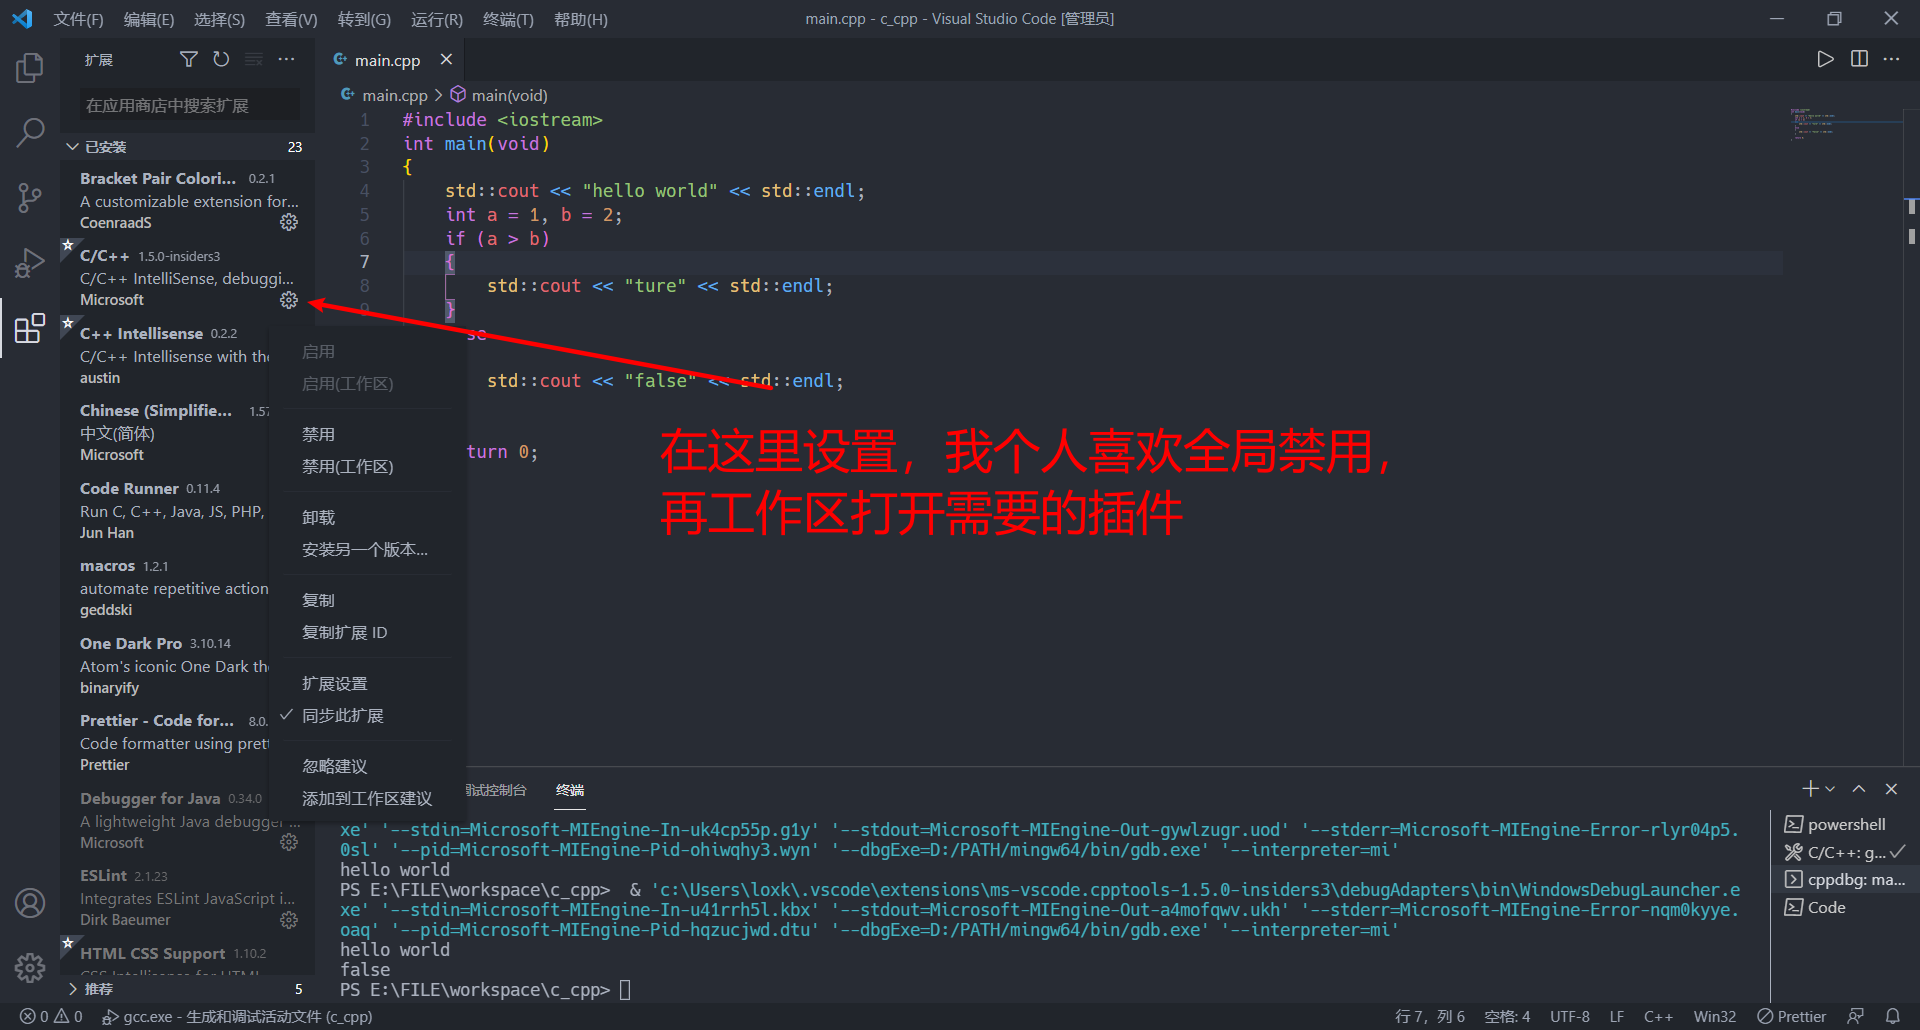 文件(F) 编辑(E) 选择(S) 查看(V) 转到(G) 运行(R) 终端(T) 帮助(H)
main.cpp - c_cpp - Visual Studio Code [管理员]
扩展
在应用商店中搜索扩展
已安装 23
Bracket Pair Colori... 0.2.1
A customizable extension for...
CoenraadS
C/C++ 1.5.0-insiders3
C/C++ IntelliSense, debuggi...
Microsoft
C++ Intellisense 0.2.2
C/C++ Intellisense with the
austin
Chinese (Simplifie... 1.57
中文(简体)
Microsoft
Code Runner 0.11.4
Run C, C++, Java, JS, PHP,
Jun Han
macros 1.2.1
automate repetitive action
geddski
One Dark Pro 3.10.14
Atom's iconic One Dark the
binaryify
Prettier - Code for... 8.0.
Code formatter using prett
Prettier
Debugger for Java 0.34.0
A lightweight Java debugger ...
Microsoft
ESLint 2.1.23
Integrates ESLint JavaScript i...
Dirk Baeumer
HTML CSS Support 1.10.2
CSS Intellisense for HTML
推荐 5
启用
启用(工作区)
禁用
禁用(工作区)
卸载
安装另一个版本...
复制
复制扩展 ID
扩展设置
同步此扩展
忽略建议
添加到工作区建议
main.cpp
main.cpp > main(void)
1 #include <iostream>
2 int main(void)
3 {
4 std::cout << "hello world" << std::endl;
5 int a = 1, b = 2;
6 if (a > b)
7 {
8 std::cout << "ture" << std::endl;
9 }
se
std::cout << "false" << std::endl;
turn 0;
在这里设置，我个人喜欢全局禁用，
再工作区打开需要的插件
调试控制台 终端
xe' '--stdin=Microsoft-MIEngine-In-uk4cp55p.g1y' '--stdout=Microsoft-MIEngine-Out-gywlzugr.uod' '--stderr=Microsoft-MIEngine-Error-rlyr04p5.
0sl' '--pid=Microsoft-MIEngine-Pid-ohiwqhy3.wyn' '--dbgExe=D:/PATH/mingw64/bin/gdb.exe' '--interpreter=mi'
hello world
PS E:\FILE\workspace\c_cpp> & 'c:\Users\loxk\.vscode\extensions\ms-vscode.cpptools-1.5.0-insiders3\debugAdapters\bin\WindowsDebugLauncher.e
xe' '--stdin=Microsoft-MIEngine-In-u41rrh5l.kbx' '--stdout=Microsoft-MIEngine-Out-a4mofqwv.ukh' '--stderr=Microsoft-MIEngine-Error-nqm0kyye.
oaq' '--pid=Microsoft-MIEngine-Pid-hqzucjwd.dtu' '--dbgExe=D:/PATH/mingw64/bin/gdb.exe' '--interpreter=mi'
hello world
false
PS E:\FILE\workspace\c_cpp>
powershell
C/C++: g...
cppdbg: ma...
Code
0 0 gcc.exe - 生成和调试活动文件 (c_cpp)
行 7，列 6 空格: 4 UTF-8 LF C++ Win32 Prettier